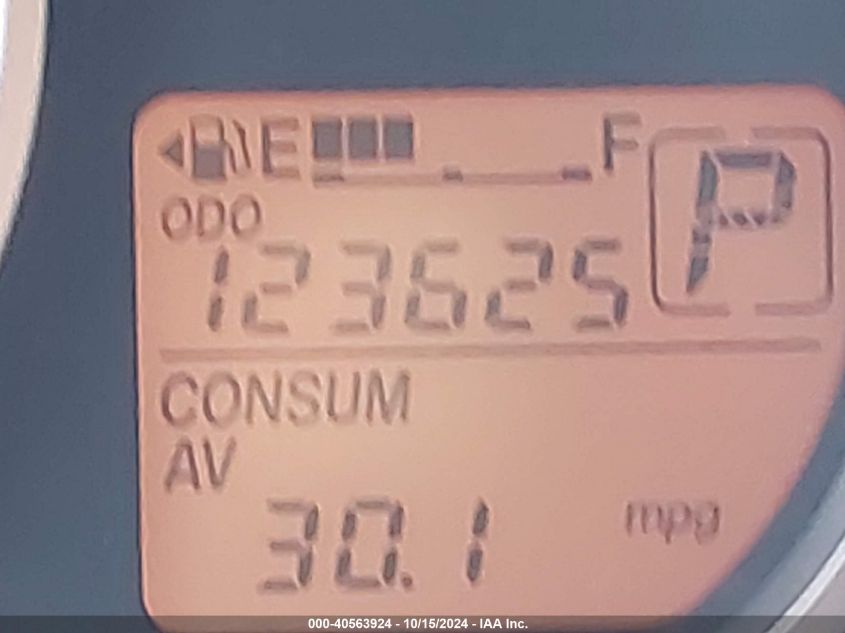 E F
P
ODO
123625
CONSUM
AV
30.1 mpg
000-40563924 - 10/15/2024 - IAA Inc.